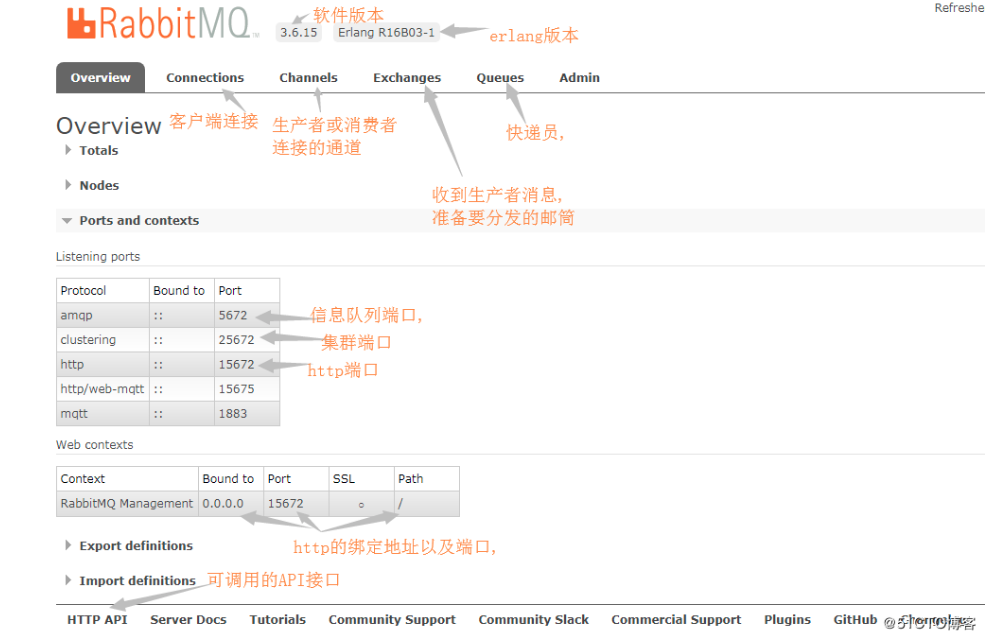 Refreshe
RabbitMQ™
软件版本
3.6.15 Erlang R16B03-1
erlang版本
Overview Connections Channels Exchanges Queues Admin
Overview
客户端连接
生产者或消费者
连接的通道
快递员,
Totals
Nodes
收到生产者消息,
准备要分发的邮筒
Ports and contexts
Listening ports
Protocol Bound to Port
amqp :: 5672
信息队列端口,
clustering :: 25672
集群端口
http :: 15672
http端口
http/web-mqtt :: 15675
mqtt :: 1883
Web contexts
Context Bound to Port SSL Path
RabbitMQ Management 0.0.0.0 15672 ○ /
http的绑定地址以及端口,
Export definitions
Import definitions
可调用的API接口
HTTP API Server Docs Tutorials Community Support Community Slack Commercial Support Plugins GitHub
@51CTO博客